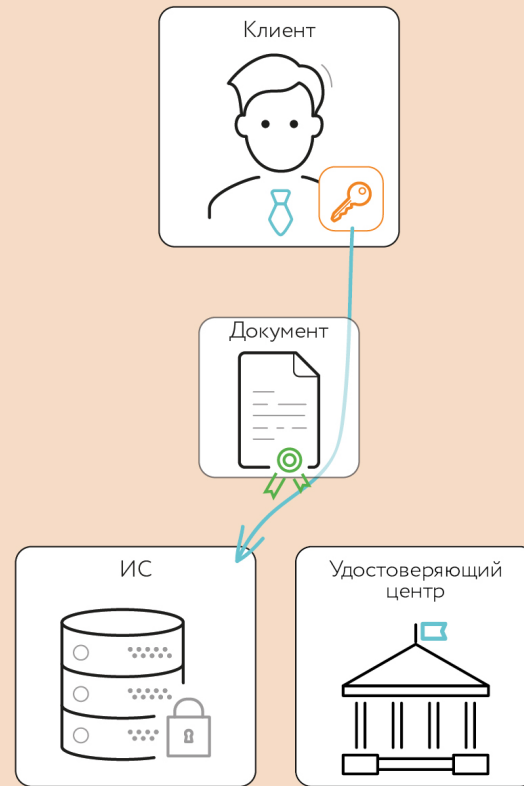 Клиент
Документ
ИС
Удостоверяющий
центр